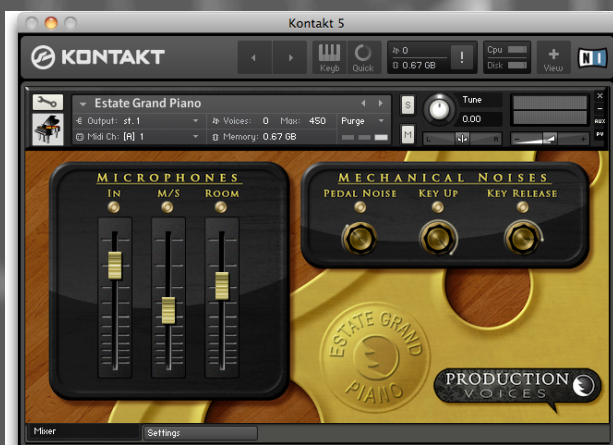 Kontakt 5
KONTAKT
Keyb
Quick
0
0.67 GB
!
Cpu
Disk
View
NI
Estate Grand Piano
Output: st.1
Voices: 0 Max: 450 Purge
Midi Ch: [A] 1
Memory: 0.67GB
S
M
Tune
0.00
L R
AUX
PV
MICROPHONES
IN M/S ROOM
MECHANICAL NOISES
PEDAL NOISE KEY UP KEY RELEASE
ESTATE GRAND
PIANO
PRODUCTION
VOICES
Mixer
Settings